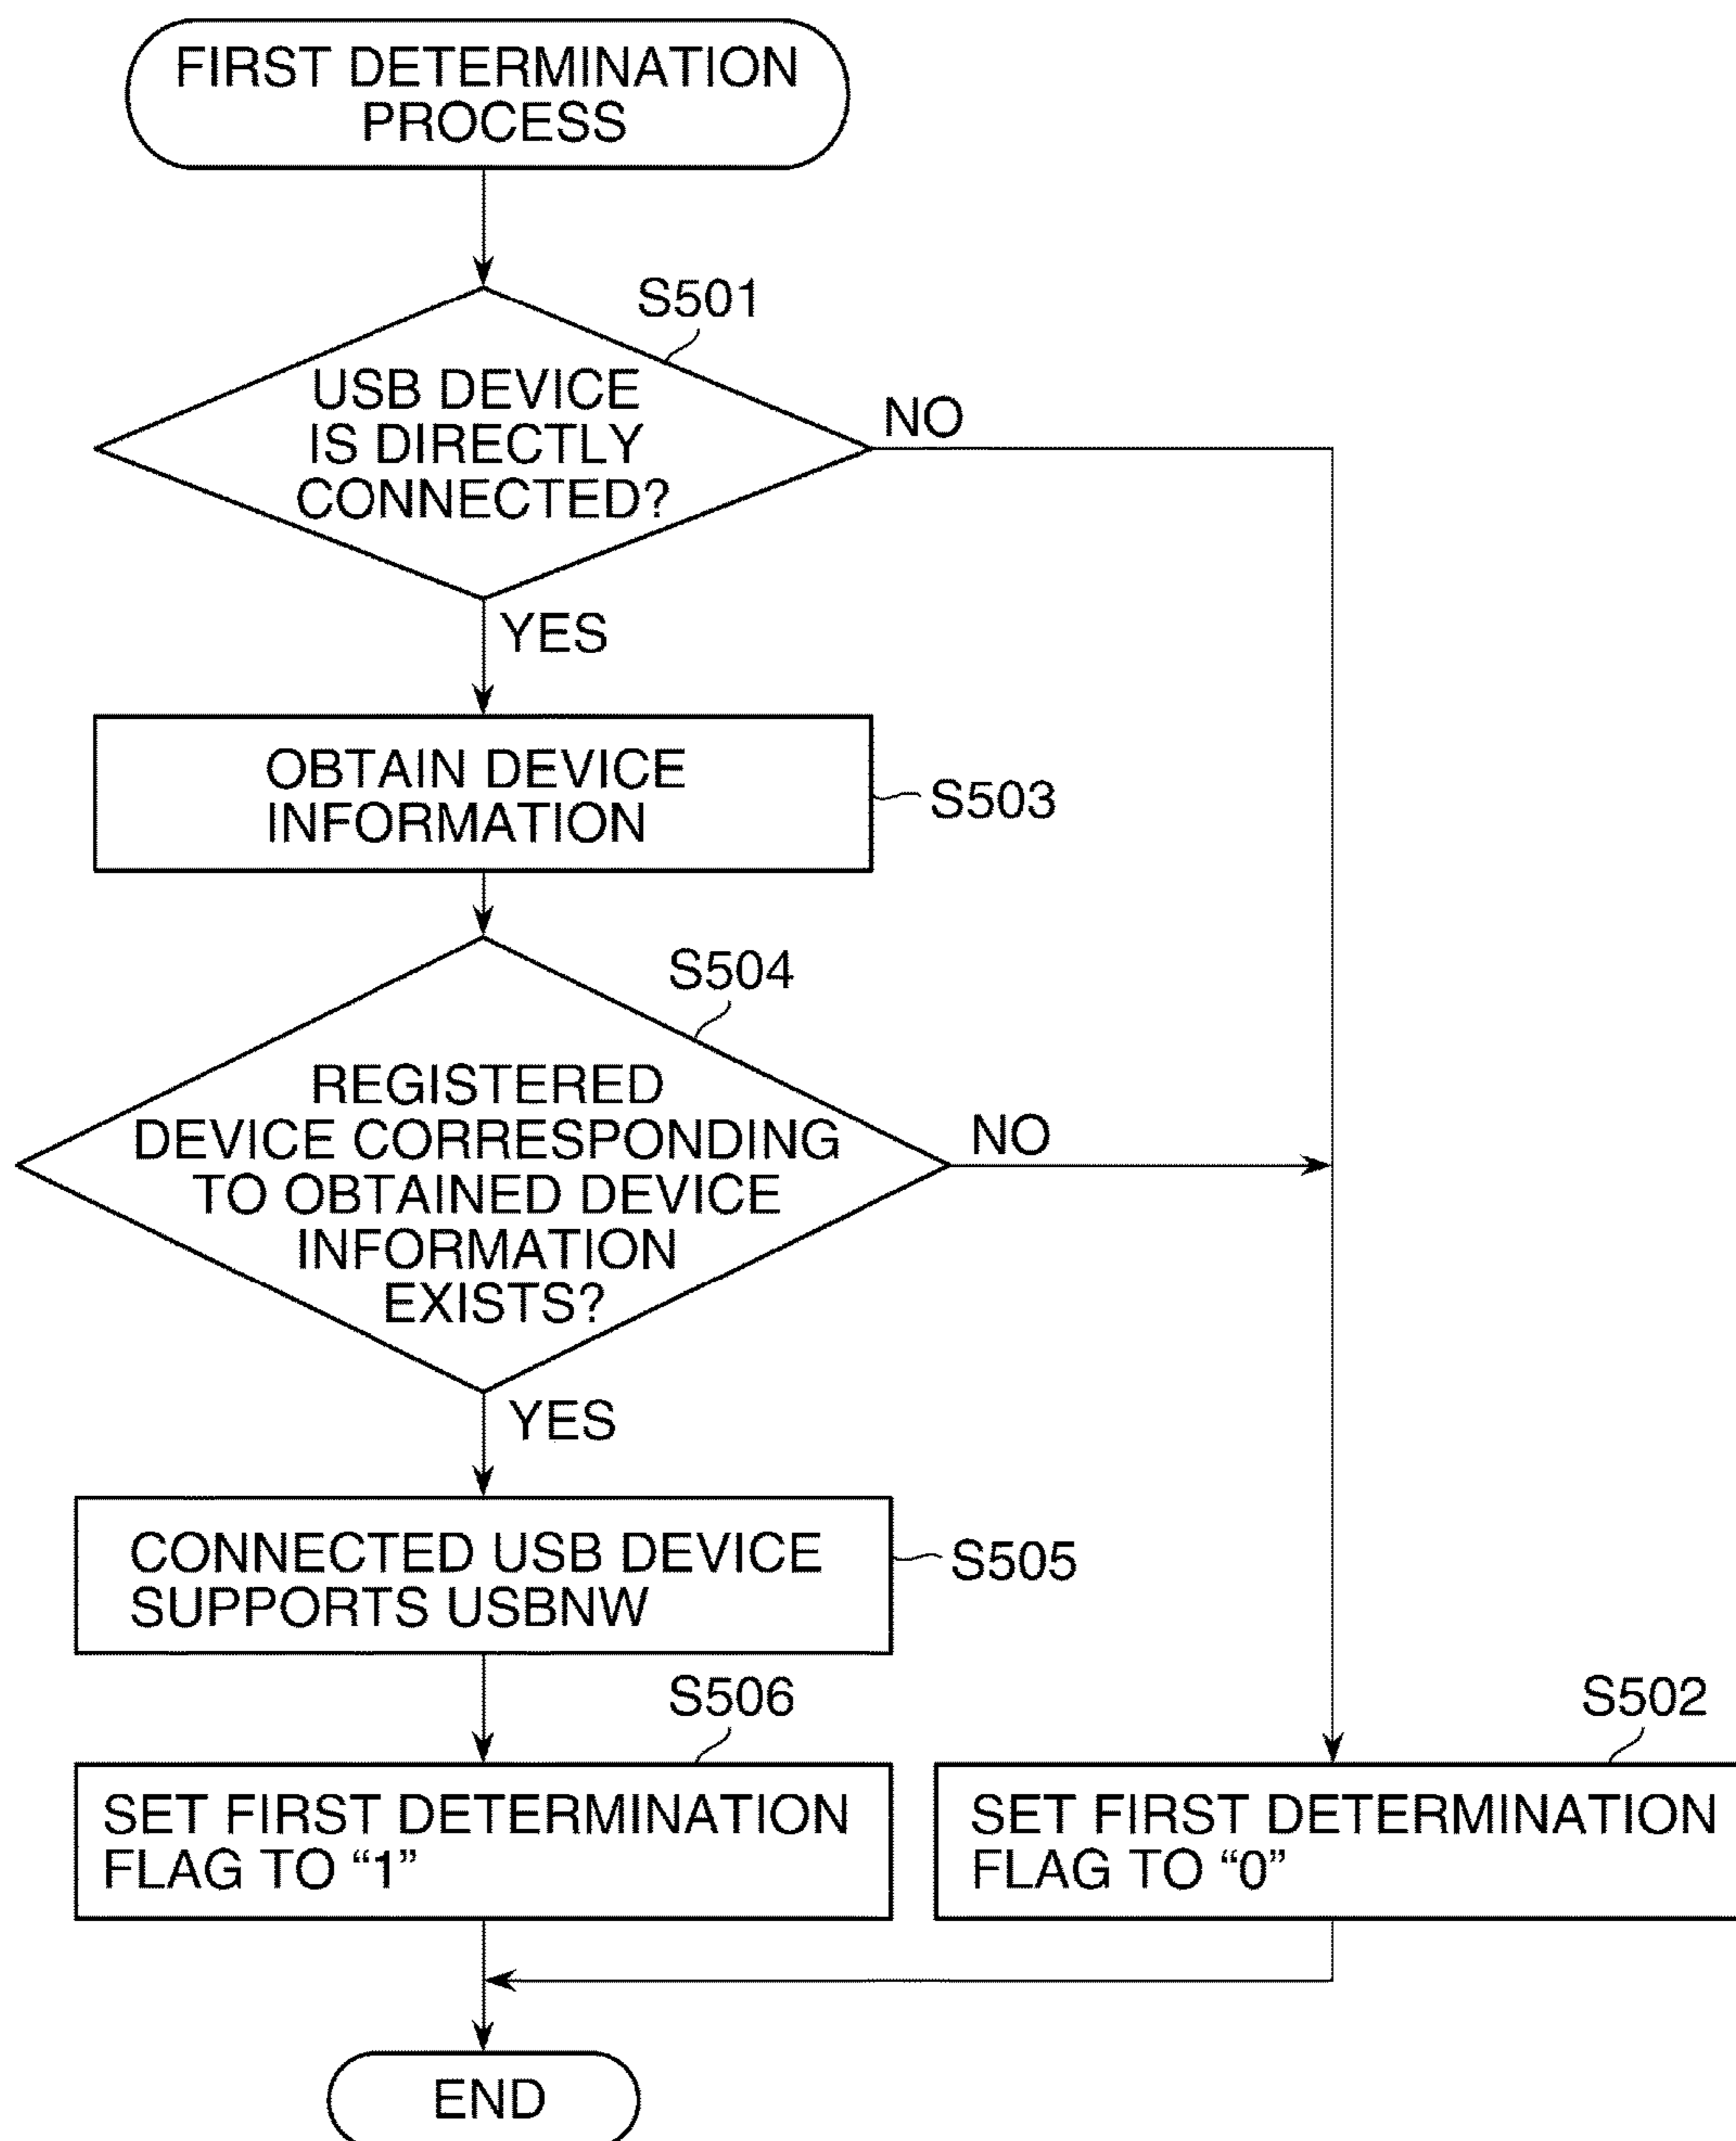 FIRST DETERMINATION
PROCESS
S501
USB DEVICE
IS DIRECTLY
CONNECTED?
NO
YES
OBTAIN DEVICE
INFORMATION
S503
S504
REGISTERED
DEVICE CORRESPONDING
TO OBTAINED DEVICE
INFORMATION
EXISTS?
NO
YES
CONNECTED USB DEVICE
SUPPORTS USBNW
S505
S506
SET FIRST DETERMINATION
FLAG TO “1”
S502
SET FIRST DETERMINATION
FLAG TO “0”
END